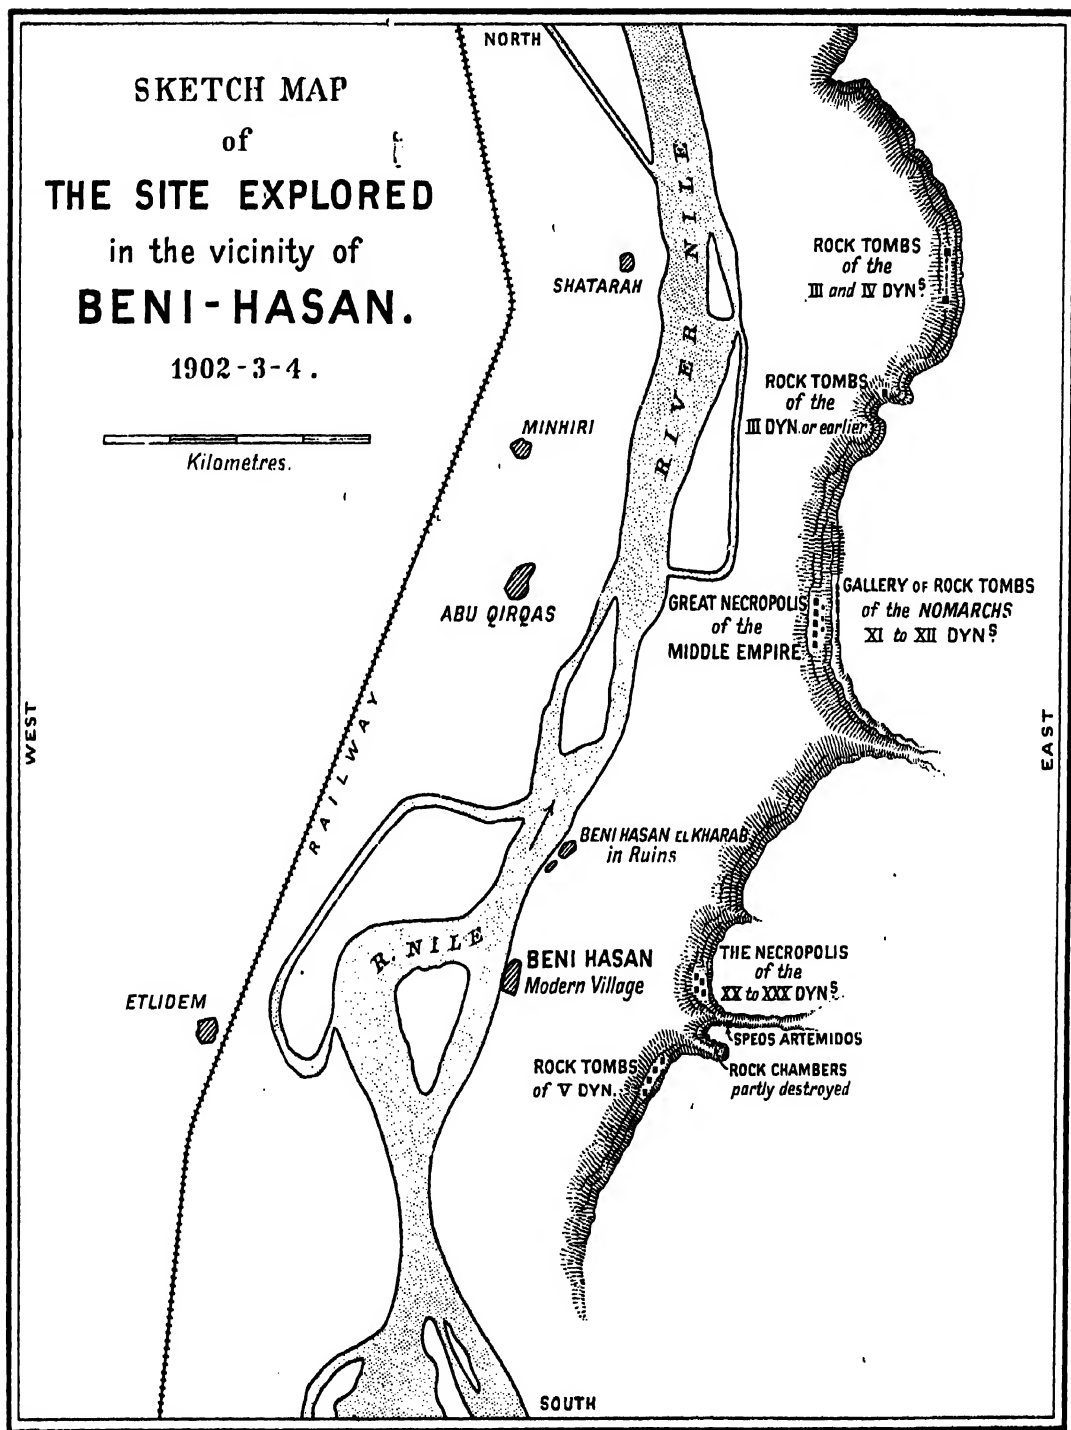 NORTH
SKETCH MAP
of
THE SITE EXPLORED
in the vicinity of
BENI-HASAN.
1902-3-4.
Kilometres.
RIVER NILE
SHATARAH
ROCK TOMBS
of the
III and IV DYNS.
MINHIRI
ROCK TOMBS
of the
III DYN. or earlier
ABU QIRQAS
GREAT NECROPOLIS
of the
MIDDLE EMPIRE
GALLERY OF ROCK TOMBS
of the NOMARCHS
XI to XII DYNS.
WEST
RAILWAY
EAST
BENI HASAN EL KHARAB
in Ruins
R. NILE
BENI HASAN
Modern Village
THE NECROPOLIS
of the
XX to XXX DYNS.
ETLIDEM
SPEOS ARTEMIDOS
ROCK TOMBS
of V DYN.
ROCK CHAMBERS
partly destroyed
SOUTH